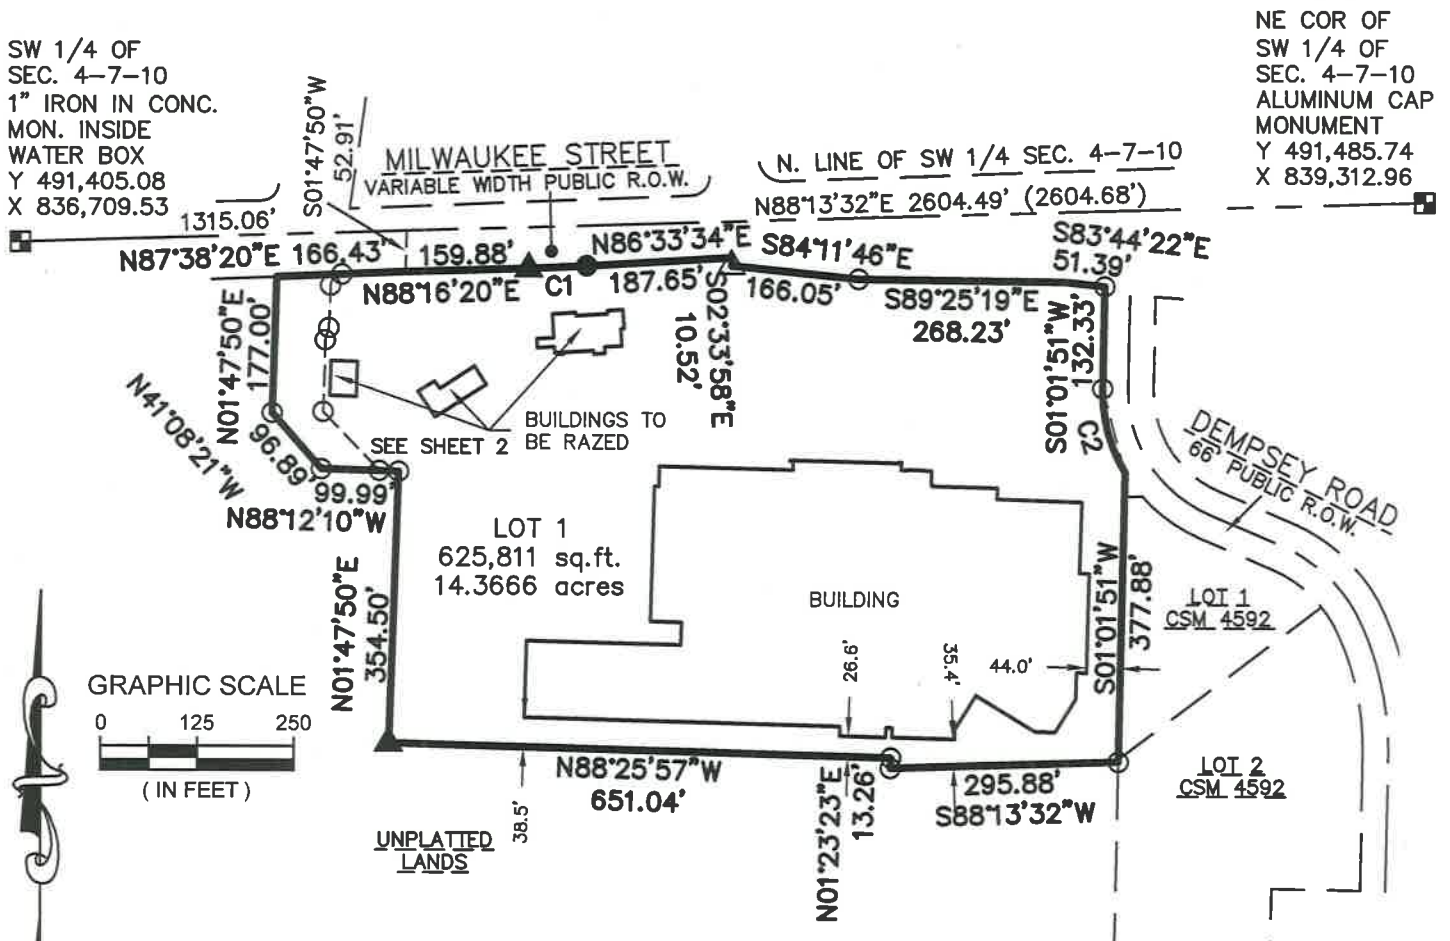 SW 1/4 OF
SEC. 4-7-10
1" IRON IN CONC.
MON. INSIDE
WATER BOX
Y 491,405.08
X 836,709.53
NE COR OF
SW 1/4 OF
SEC. 4-7-10
ALUMINUM CAP
MONUMENT
Y 491,485.74
X 839,312.96
S01°47'50"W
52.91'
MILWAUKEE STREET
VARIABLE WIDTH PUBLIC R.O.W.
N. LINE OF SW 1/4 SEC. 4-7-10
N88°13'32"E 2604.49' (2604.68')
1315.06'
N87°38'20"E 166.43'
159.88'
N88°16'20"E
C1
N86°33'34"E
187.65'
S02°33'58"E
10.52'
S84°11'46"E
166.05'
S89°25'19"E
268.23'
S83°44'22"E
51.39'
S01°01'51"W
132.33'
C2
N01°47'50"E
177.00'
N41°08'21"W
96.89'
99.99'
N88°12'10"W
SEE SHEET 2
BUILDINGS TO
BE RAZED
DEMPSEY ROAD
66' PUBLIC R.O.W.
LOT 1
625,811 sq.ft.
14.3666 acres
N01°47'50"E
354.50'
BUILDING
26.6'
35.4'
44.0'
S01°01'51"W
377.88'
LOT 1
CSM 4592
LOT 2
CSM 4592
GRAPHIC SCALE
0 125 250
( IN FEET )
N88°25'57"W
651.04'
38.5'
N01°23'23"E
13.26'
295.88'
S88°13'32"W
UNPLATTED
LANDS